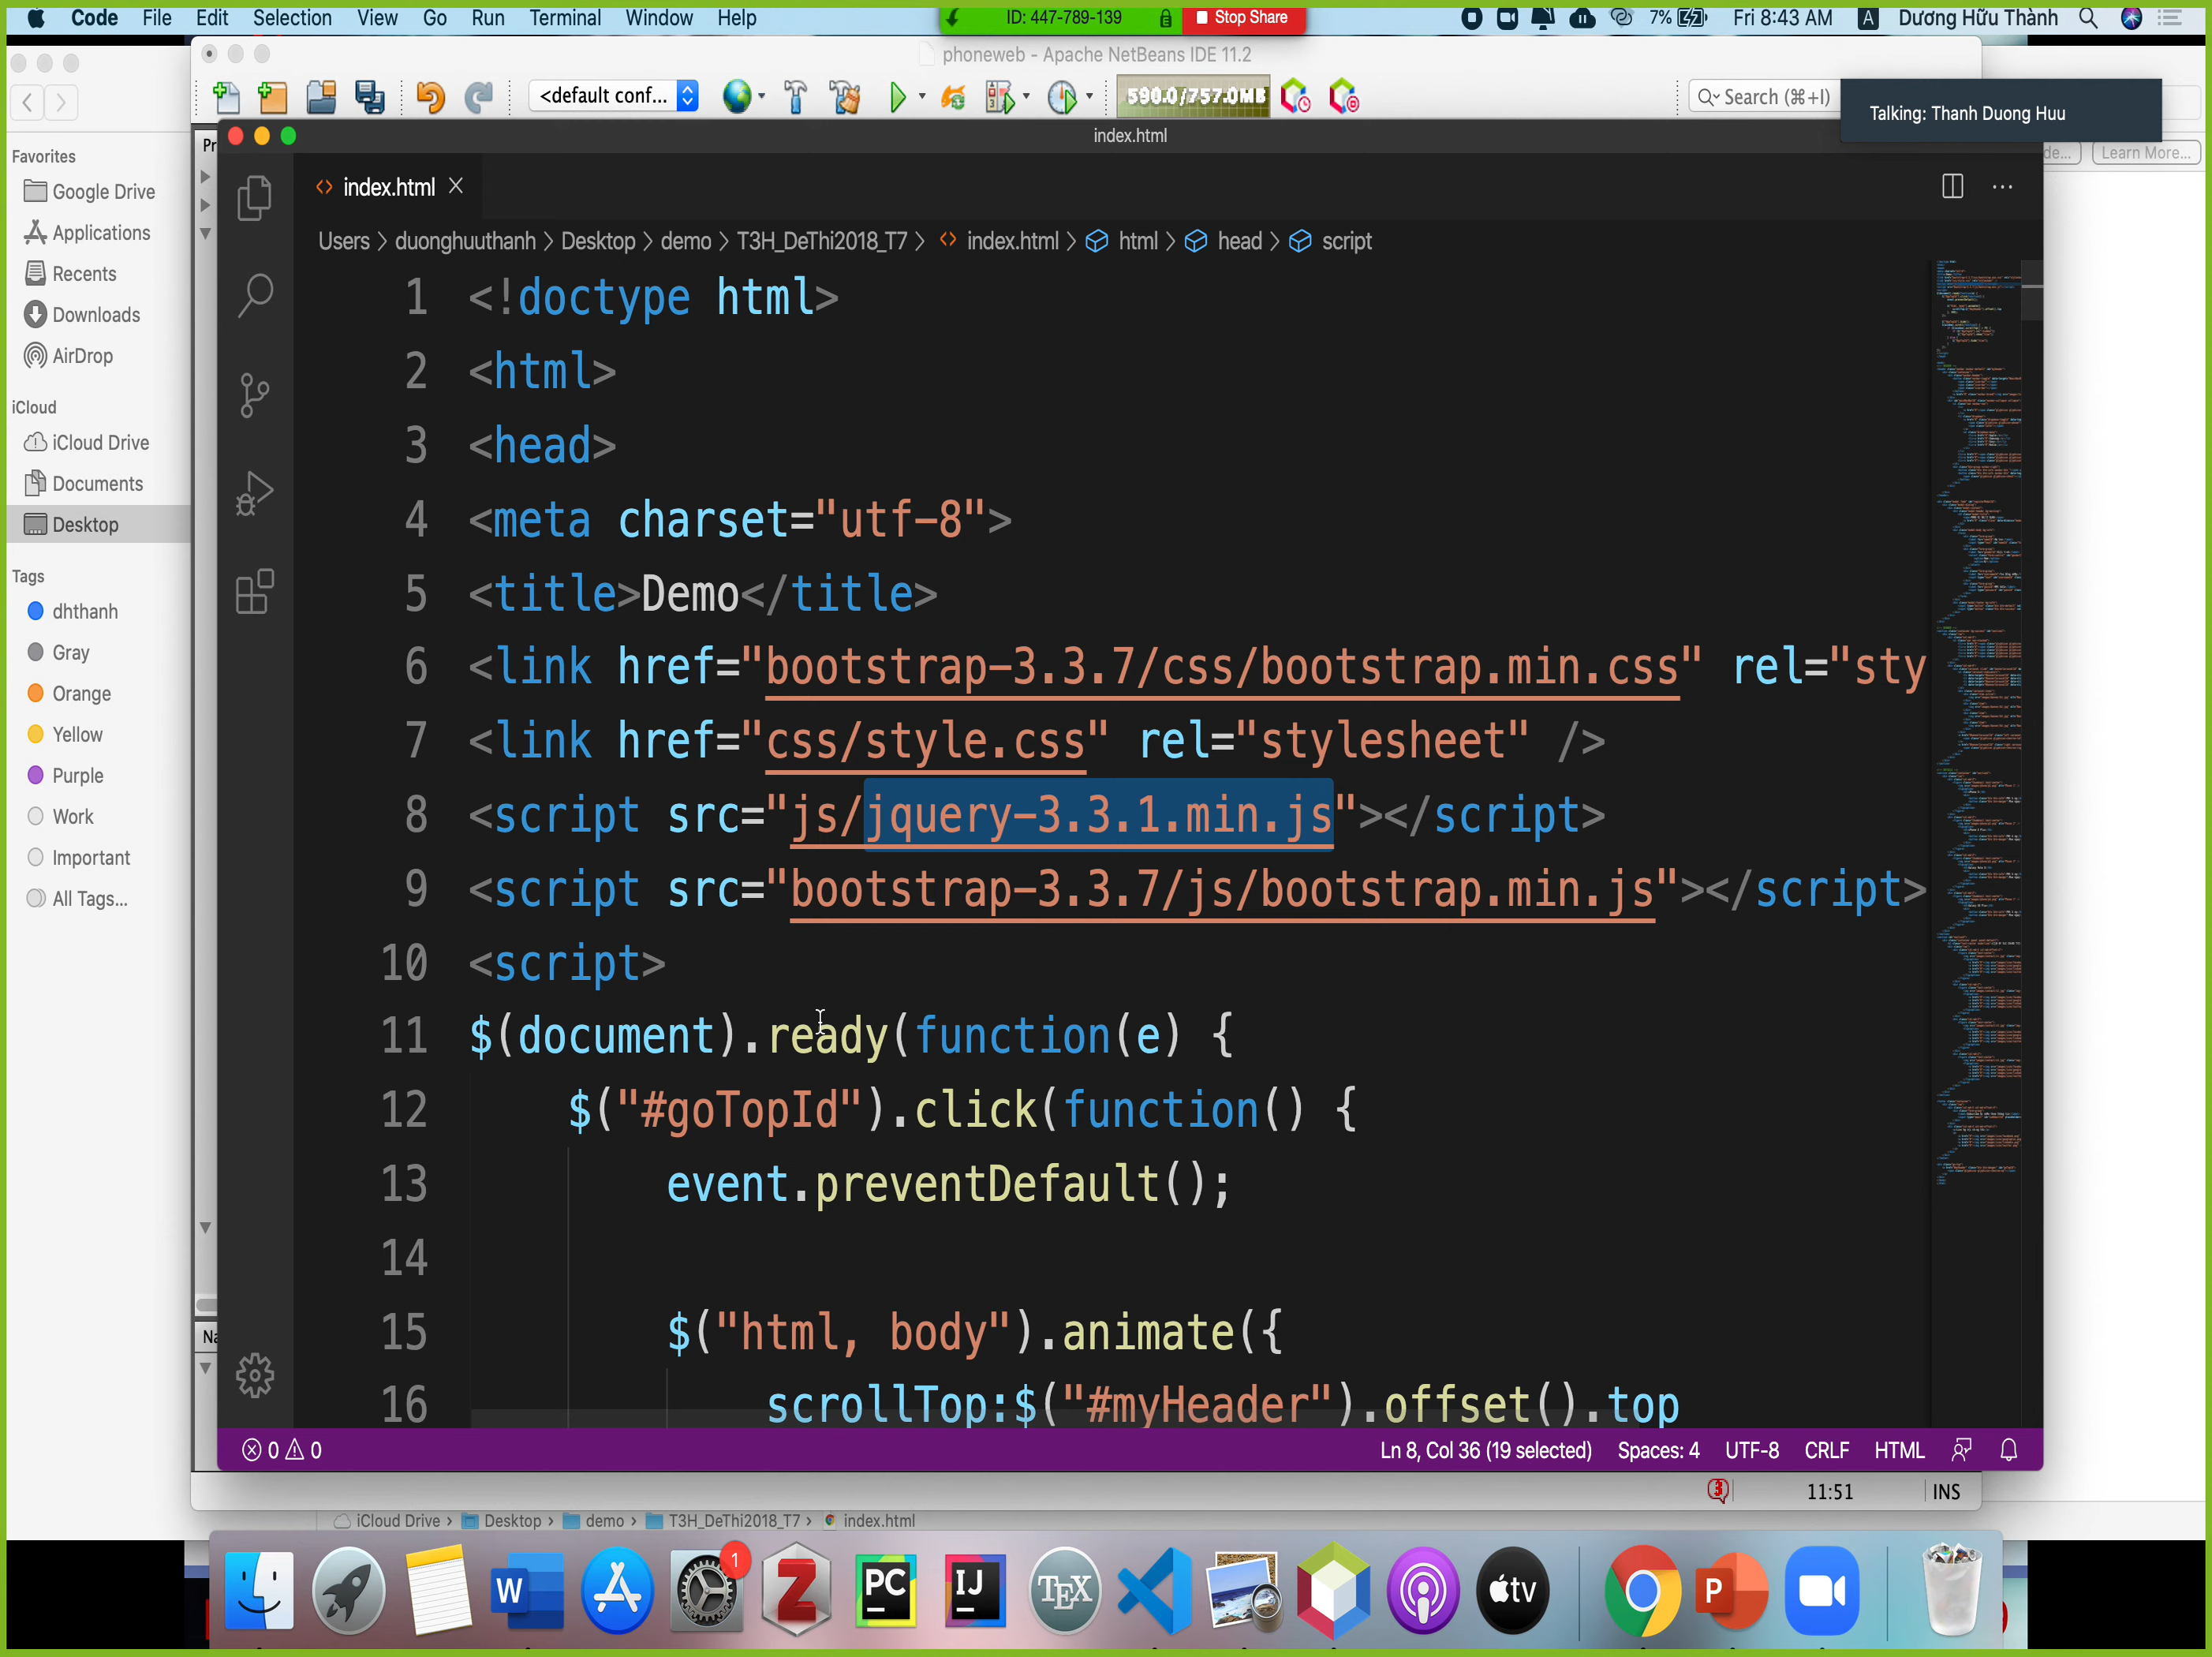 Code File Edit Selection View Go Run Terminal Window Help
ID: 447-789-139 Stop Share
7% Fri 8:43 AM A Dương Hữu Thành
phoneweb - Apache NetBeans IDE 11.2
<default conf...
590.0/757.0MB
Search (⌘+I)
Talking: Thanh Duong Huu
de... Learn More...
Pr
index.html
Favorites
Google Drive
Applications
Recents
Downloads
AirDrop
iCloud
iCloud Drive
Documents
Desktop
Tags
dhthanh
Gray
Orange
Yellow
Purple
Work
Important
All Tags...
index.html
Users > duonghuuthanh > Desktop > demo > T3H_DeThi2018_T7 > index.html > html > head > script
1 <!doctype html>
2 <html>
3 <head>
4 <meta charset="utf-8">
5 <title>Demo</title>
6 <link href="bootstrap-3.3.7/css/bootstrap.min.css" rel="sty
7 <link href="css/style.css" rel="stylesheet" />
8 <script src="js/jquery-3.3.1.min.js"></script>
9 <script src="bootstrap-3.3.7/js/bootstrap.min.js"></script>
10 <script>
11 $(document).ready(function(e) {
12 $("#goTopId").click(function() {
13 event.preventDefault();
14
15 $("html, body").animate({
16 scrollTop:$("#myHeader").offset().top
Na
0 0
Ln 8, Col 36 (19 selected) Spaces: 4 UTF-8 CRLF HTML
3 11:51 INS
iCloud Drive > Desktop > demo > T3H_DeThi2018_T7 > index.html
W
1
Z
PC
IJ
TEX
tv
P